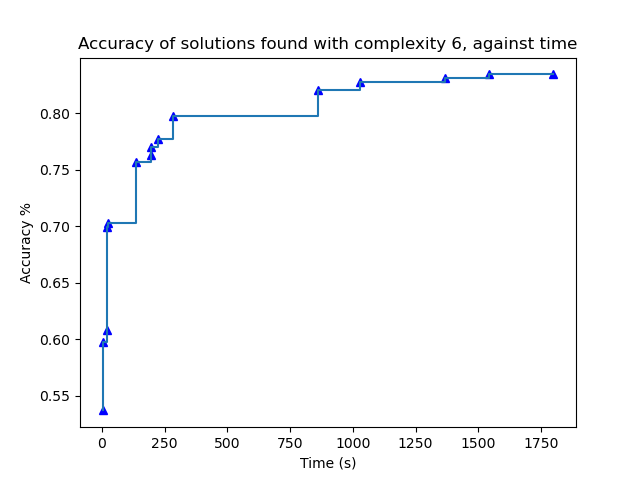 Accuracy of solutions found with complexity 6, against time
0.80
0.75
0.70
0.65
0.60
0.55
Accuracy %
0 250 500 750 1000 1250 1500 1750
Time (s)